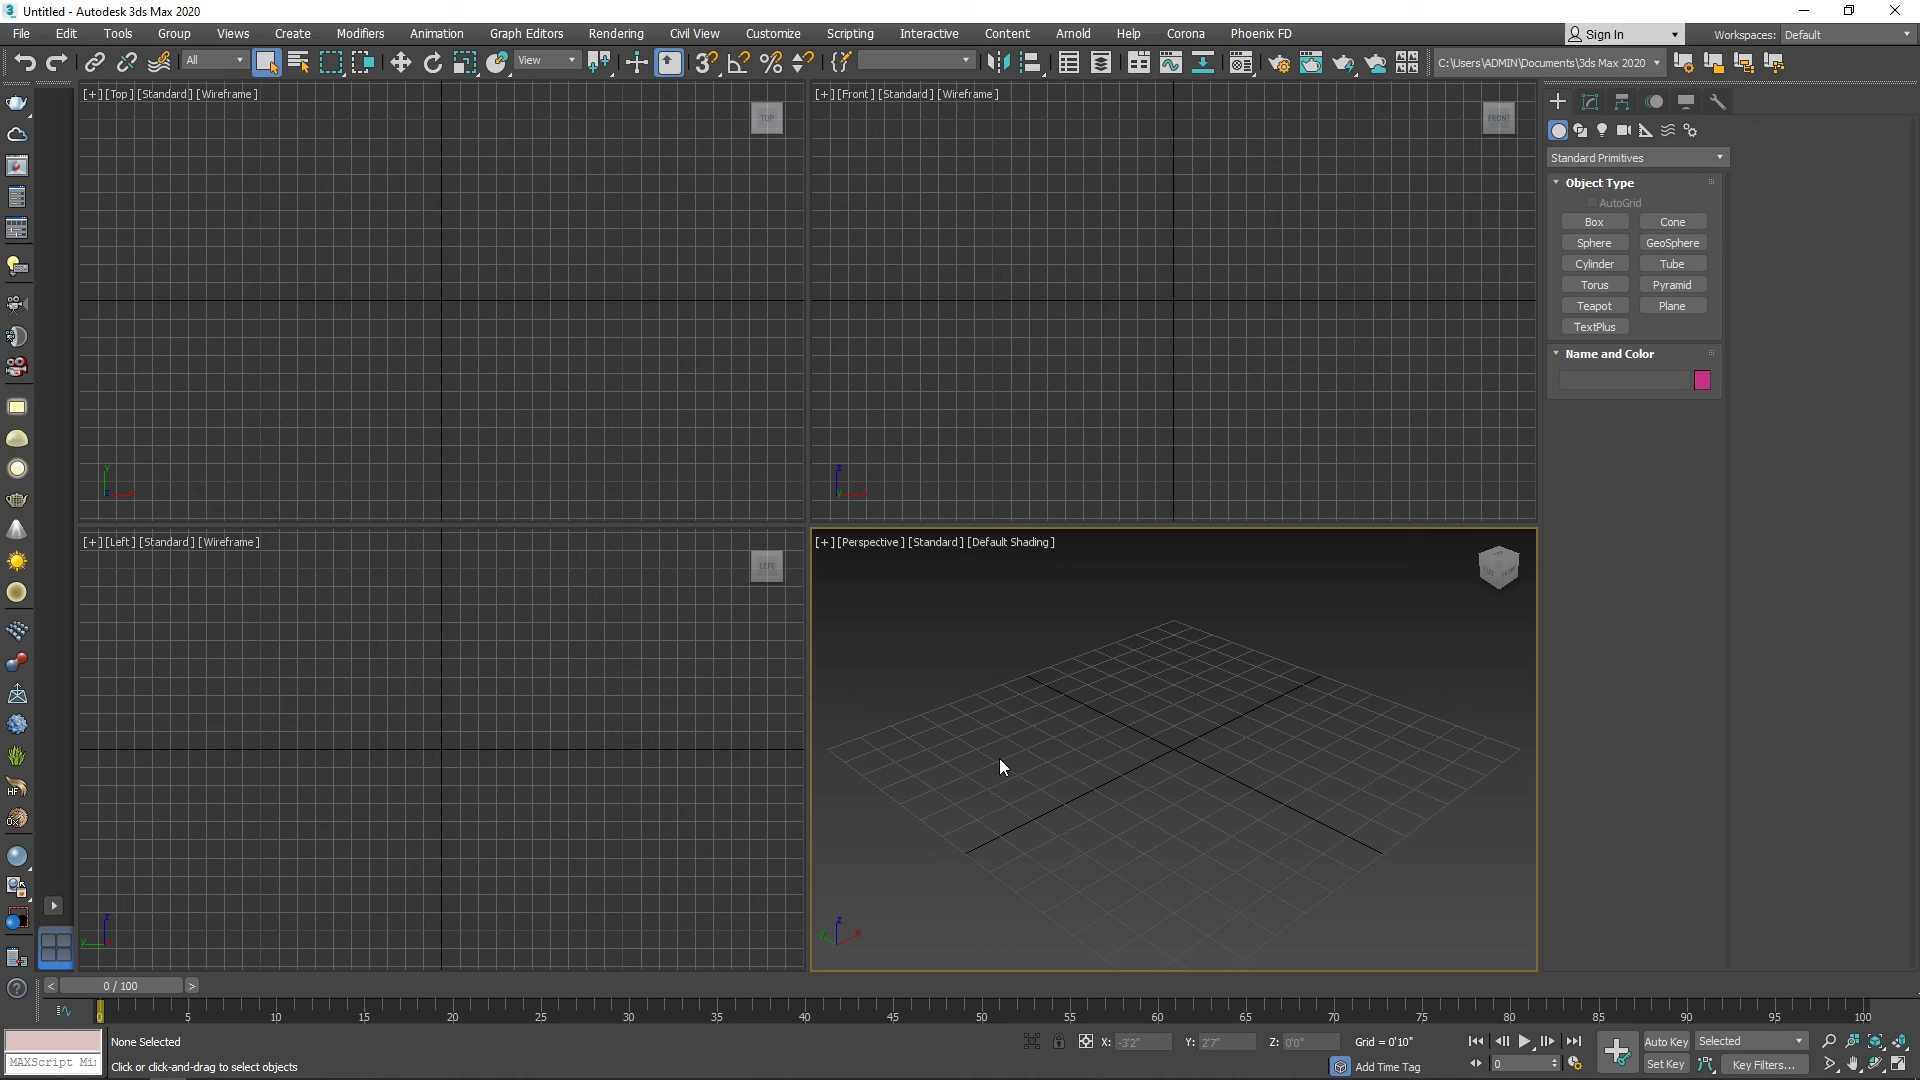 Untitled - Autodesk 3ds Max 2020
File Edit Tools Group Views Create Modifiers Animation Graph Editors Rendering Civil View Customize Scripting Interactive Content Arnold Help Corona Phoenix FD Sign In Workspaces: Default
All View C:\Users\ADMIN\Documents\3ds Max 2020
[+] [Top] [Standard] [Wireframe]
TOP
[+] [Front] [Standard] [Wireframe]
FRONT
Standard Primitives
Object Type
AutoGrid
Box Cone
Sphere GeoSphere
Cylinder Tube
Torus Pyramid
Teapot Plane
TextPlus
Name and Color
y x
z x
[+] [Left] [Standard] [Wireframe]
LEFT
[+] [Perspective] [Standard] [Default Shading]
HF
z
y
z
y x
< 0 / 100 >
0 5 10 15 20 25 30 35 40 45 50 55 60 65 70 75 80 85 90 95 100
None Selected X: -3'2" Y: 2'7" Z: 0'0" Grid = 0'10" Auto Key Selected
MAXScript Mi Click or click-and-drag to select objects Add Time Tag 0 Set Key Key Filters...